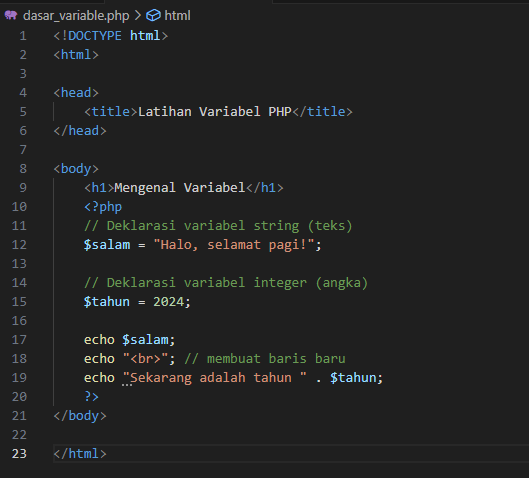 dasar_variable.php > html
1 <!DOCTYPE html>
2 <html>
3
4 <head>
5     <title>Latihan Variabel PHP</title>
6 </head>
7
8 <body>
9     <h1>Mengenal Variabel</h1>
10     <?php
11     // Deklarasi variabel string (teks)
12     $salam = "Halo, selamat pagi!";
13
14     // Deklarasi variabel integer (angka)
15     $tahun = 2024;
16
17     echo $salam;
18     echo "<br>"; // membuat baris baru
19     echo "Sekarang adalah tahun " . $tahun;
20     ?>
21 </body>
22
23 </html>